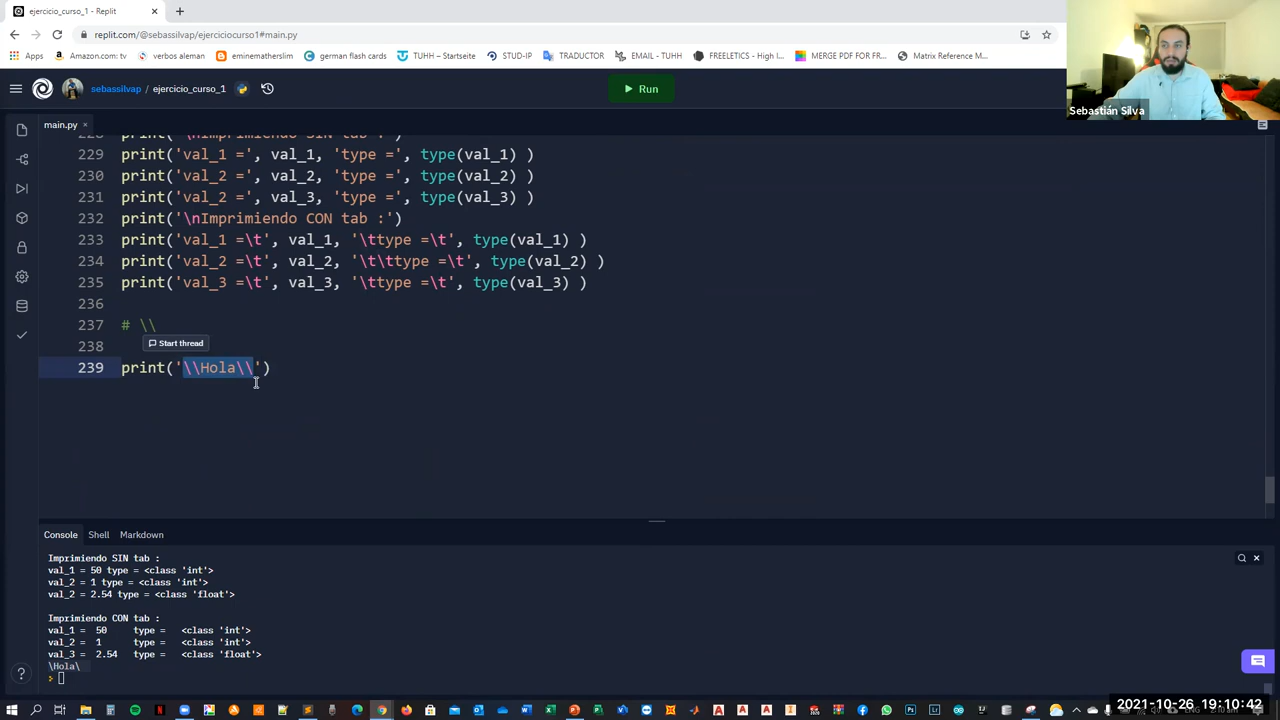 ejercicio_curso_1 - Replit
replit.com/@sebassilvap/ejerciciocurso1#main.py
Apps
Amazon.com: tv
verbos aleman
eminematherslim
german flash cards
TUHH – Startseite
STUD-IP
TRADUCTOR
EMAIL - TUHH
FREELETICS – High I...
MERGE PDF FOR FRE...
Matrix Reference M...
sebassilvap / ejercicio_curso_1
Run
Sebastián Silva
main.py
228 print('\nImprimiendo SIN tab :')
229 print('val_1 =', val_1, 'type =', type(val_1) )
230 print('val_2 =', val_2, 'type =', type(val_2) )
231 print('val_2 =', val_3, 'type =', type(val_3) )
232 print('\nImprimiendo CON tab :')
233 print('val_1 =\t', val_1, '\ttype =\t', type(val_1) )
234 print('val_2 =\t', val_2, '\t\ttype =\t', type(val_2) )
235 print('val_3 =\t', val_3, '\ttype =\t', type(val_3) )
236
237 # \\
Start thread
238
239 print('\\Hola\\')
Console Shell Markdown
Imprimiendo SIN tab :
val_1 = 50 type = <class 'int'>
val_2 = 1 type = <class 'int'>
val_2 = 2.54 type = <class 'float'>
Imprimiendo CON tab :
val_1 = 50 type = <class 'int'>
val_2 = 1 type = <class 'int'>
val_3 = 2.54 type = <class 'float'>
\Hola\
2021-10-26 19:10:42